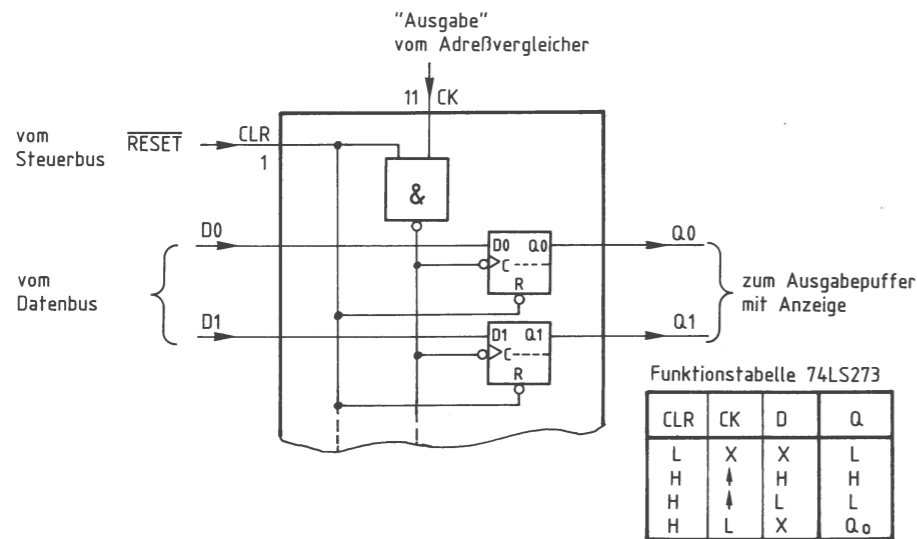 "Ausgabe"
vom Adreßvergleicher
11 CK
vom
Steuerbus
RESET
CLR
1
&
D0
D0 Q0
C
R
Q0
vom
Datenbus
zum Ausgabepuffer
mit Anzeige
D1
D1 Q1
C
R
Q1
Funktionstabelle 74LS273
CLR CK D Q
L X X L
H ↑ H H
H ↑ L L
H L X Q0